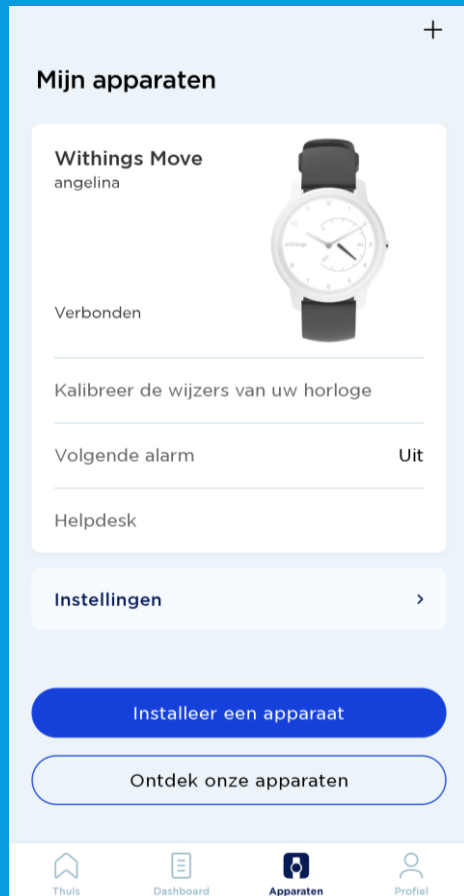 Mijn apparaten
Withings Move
angelina
withings
Verbonden
Kalibreer de wijzers van uw horloge
Volgende alarm Uit
Helpdesk
Instellingen
Installeer een apparaat
Ontdek onze apparaten
Thuis Dashboard Apparaten Profiel